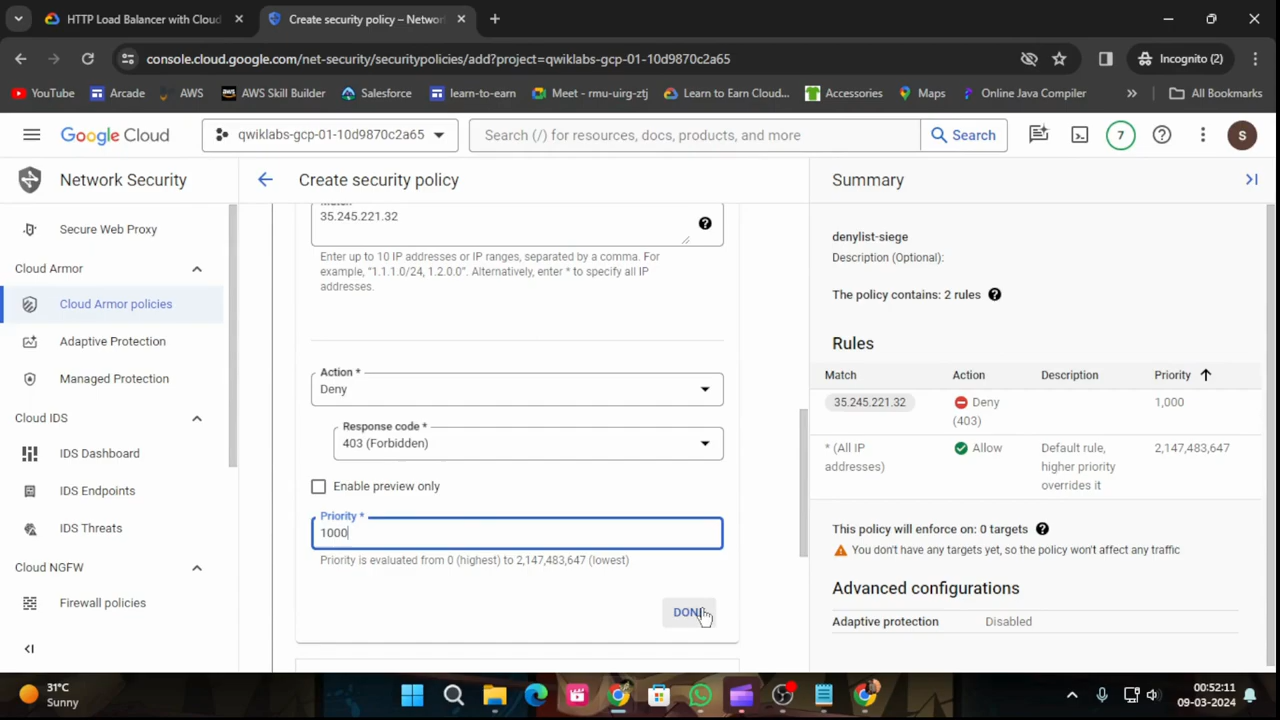 HTTP Load Balancer with Cloud
Create security policy – Networ
console.cloud.google.com/net-security/securitypolicies/add?project=qwiklabs-gcp-01-10d9870c2a65
Incognito (2)
YouTube
Arcade
AWS
AWS Skill Builder
Salesforce
learn-to-earn
Meet - rmu-uirg-ztj
Learn to Earn Cloud...
Accessories
Maps
Online Java Compiler
All Bookmarks
Google Cloud
qwiklabs-gcp-01-10d9870c2a65
Search (/) for resources, docs, products, and more
Search
7
S
Network Security
Secure Web Proxy
Cloud Armor
Cloud Armor policies
Adaptive Protection
Managed Protection
Cloud IDS
IDS Dashboard
IDS Endpoints
IDS Threats
Cloud NGFW
Firewall policies
Create security policy
35.245.221.32
Enter up to 10 IP addresses or IP ranges, separated by a comma. For
example, "1.1.1.0/24, 1.2.0.0". Alternatively, enter * to specify all IP
addresses.
Action *
Deny
Response code *
403 (Forbidden)
Enable preview only
Priority *
1000
Priority is evaluated from 0 (highest) to 2,147,483,647 (lowest)
DONE
Summary
denylist-siege
Description (Optional):
The policy contains: 2 rules
Rules
Match Action Description Priority
35.245.221.32 Deny 1,000
(403)
* (All IP Allow Default rule, 2,147,483,647
addresses) higher priority
overrides it
This policy will enforce on: 0 targets
You don't have any targets yet, so the policy won't affect any traffic
Advanced configurations
Adaptive protection Disabled
31°C
Sunny
00:52:11
09-03-2024